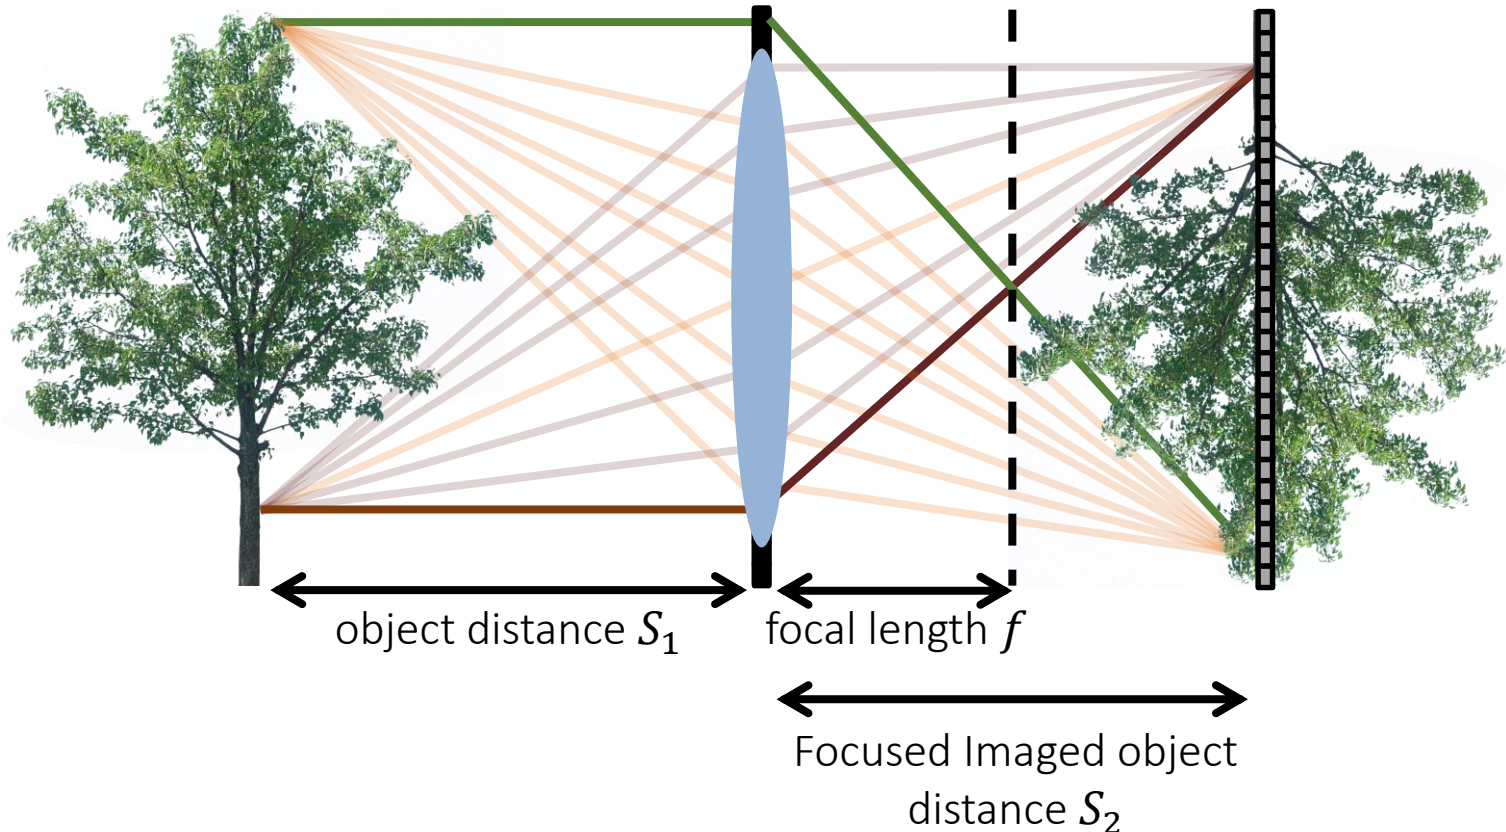 object distance S₁
focal length f
Focused Imaged object
distance S₂